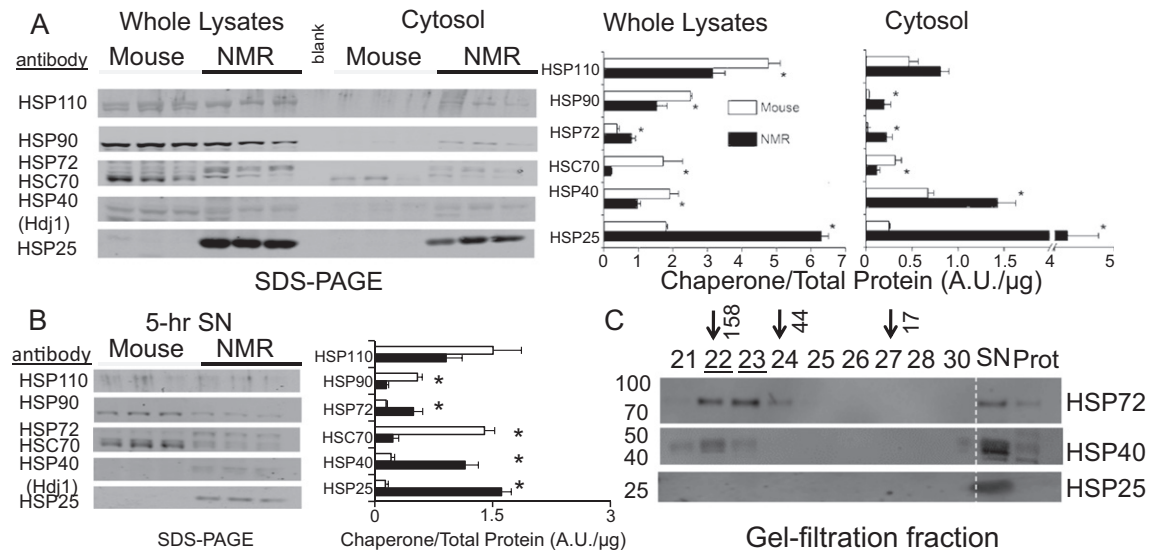 A
Whole Lysates
Cytosol
antibody
Mouse
NMR
blank
Mouse
NMR
HSP110
HSP90
HSP72
HSC70
HSP40
(Hdj1)
HSP25
SDS-PAGE
Whole Lysates
Cytosol
HSP110
HSP90
HSP72
HSC70
HSP40
HSP25
Mouse
NMR
* * * * * *
* * * * *
0 1 2 3 4 5 6 7
0 0.5 1 1.5 4 5
Chaperone/Total Protein (A.U./µg)
B
5-hr SN
antibody
Mouse
NMR
HSP110
HSP90
HSP72
HSC70
HSP40
(Hdj1)
HSP25
SDS-PAGE
HSP110
HSP90 *
HSP72 *
HSC70 *
HSP40 *
HSP25 *
0 1.5 3
Chaperone/Total Protein (A.U./µg)
C
158
44
17
21 22 23 24 25 26 27 28 30 SN Prot
100
70
HSP72
50
40
HSP40
25
HSP25
Gel-filtration fraction